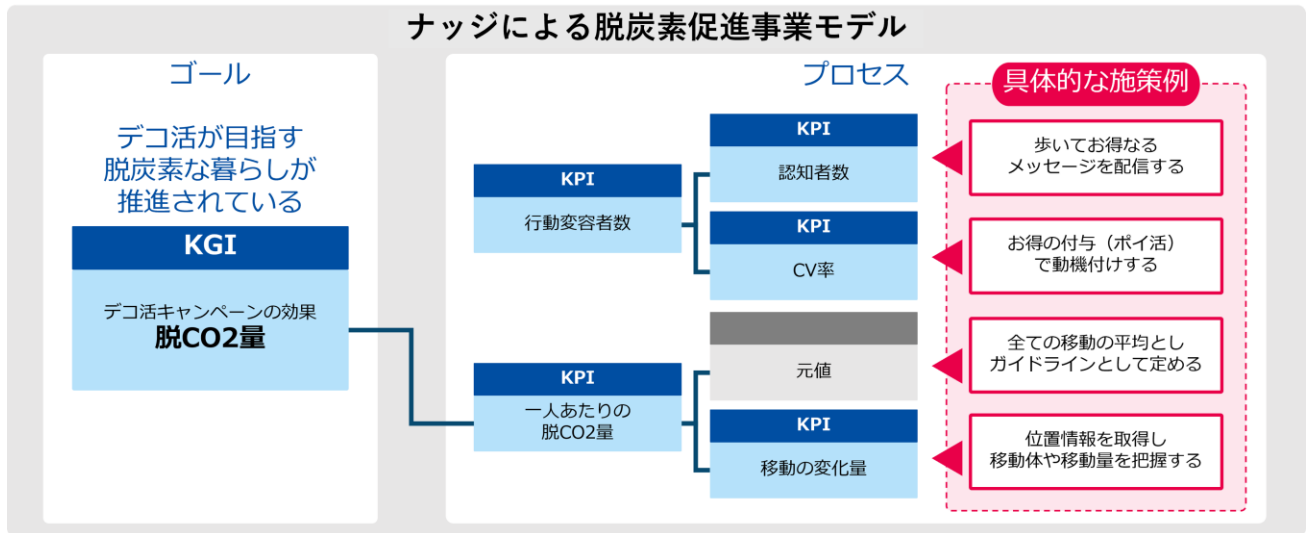 ナッジによる脱炭素促進事業モデル
ゴール
デコ活が目指す
脱炭素な暮らしが
推進されている
KGI
デコ活キャンペーンの効果
脱CO2量
プロセス
KPI
行動変容者数
KPI
認知者数
KPI
CV率
KPI
一人あたりの
脱CO2量
元値
KPI
移動の変化量
具体的な施策例
歩いてお得なる
メッセージを配信する
お得の付与（ポイ活）
で動機付けする
全ての移動の平均とし
ガイドラインとして定める
位置情報を取得し
移動体や移動量を把握する